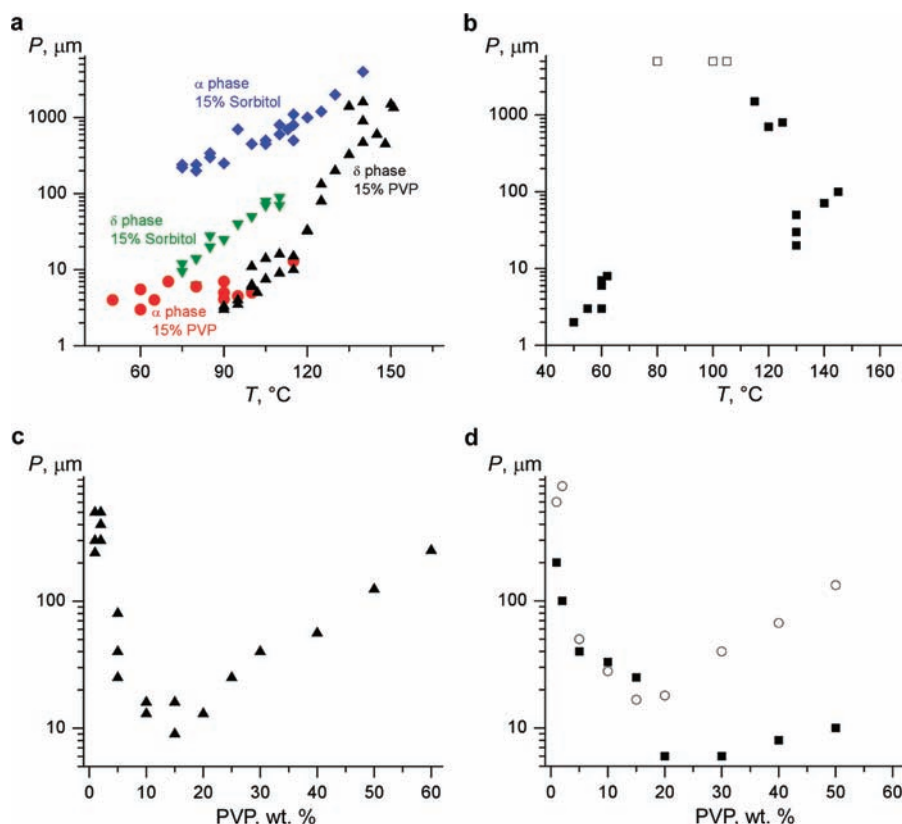 a
P, μm
1000
100
10
1
α phase
15% Sorbitol
δ phase
15% PVP
δ phase
15% Sorbitol
α phase
15% PVP
60
90
120
150
T, °C
b
P, μm
1000
100
10
1
40
60
80
100
120
140
160
T, °C
c
P, μm
100
10
0
10
20
30
40
50
60
PVP, wt. %
d
P, μm
100
10
0
10
20
30
40
50
60
PVP, wt. %